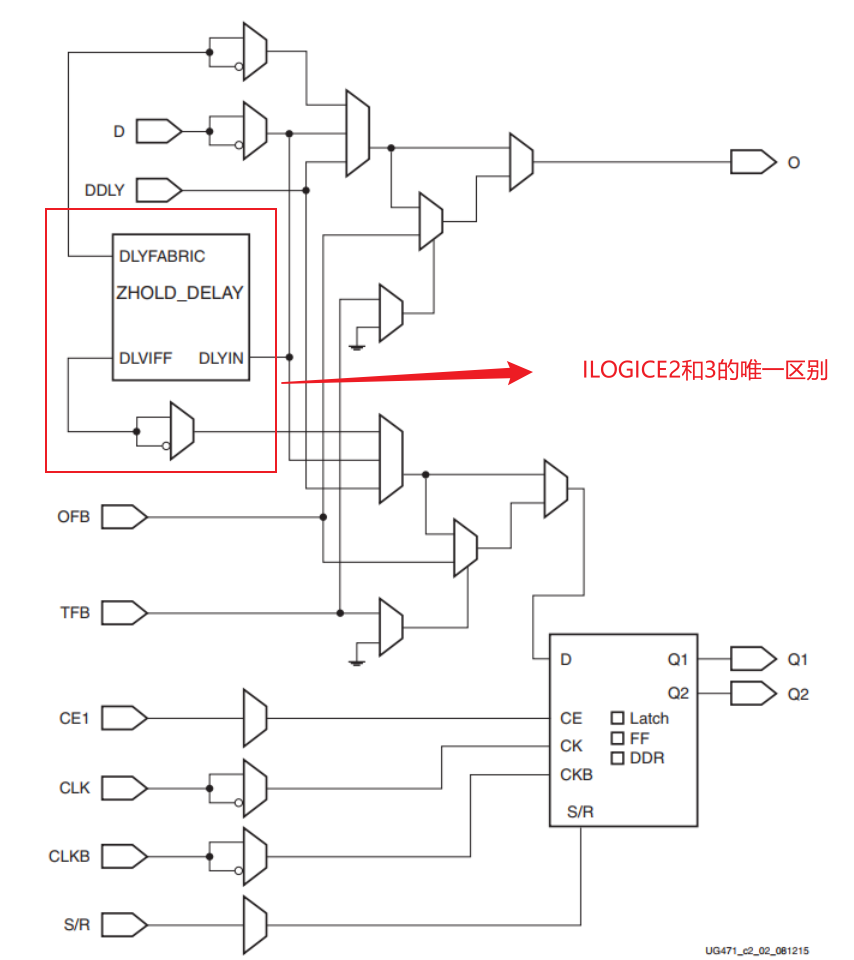 D
DDLY
DLYFABRIC
ZHOLD_DELAY
DLVIFF DLYIN
O
ILOGICE2和3的唯一区别
OFB
TFB
D Q1
Q1
Q2
Q2
CE1
CE Latch
CK FF
DDR
CKB
CLK
S/R
CLKB
S/R
UG471_c2_02_081215